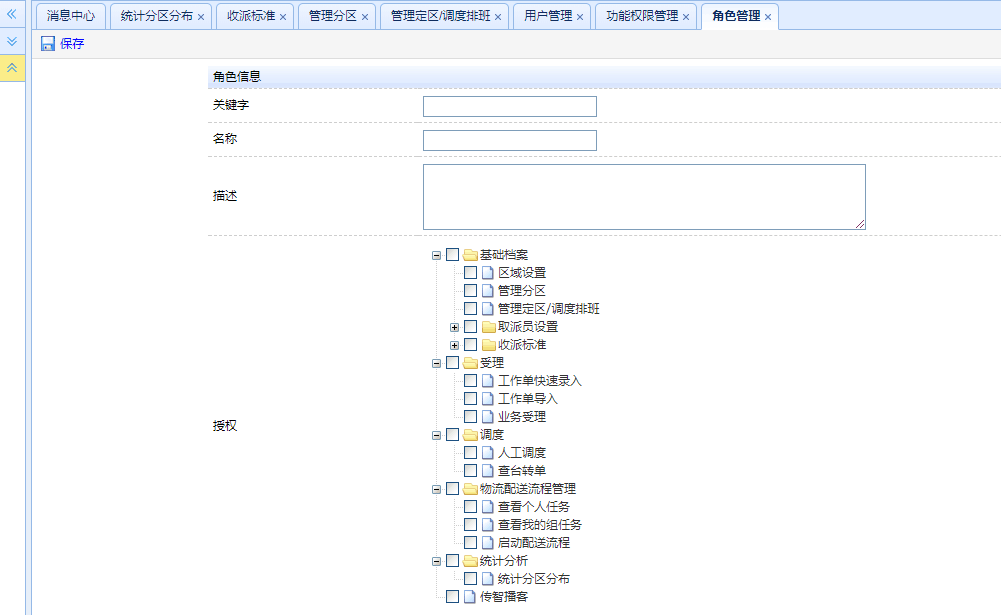 消息中心 统计分区分布 收派标准 管理分区 管理定区/调度排班 用户管理 功能权限管理 角色管理
保存
角色信息
关键字
名称
描述
授权
基础档案
区域设置
管理分区
管理定区/调度排班
取派员设置
收派标准
受理
工作单快速录入
工作单导入
业务受理
调度
人工调度
查台转单
物流配送流程管理
查看个人任务
查看我的组任务
启动配送流程
统计分析
统计分区分布
传智播客